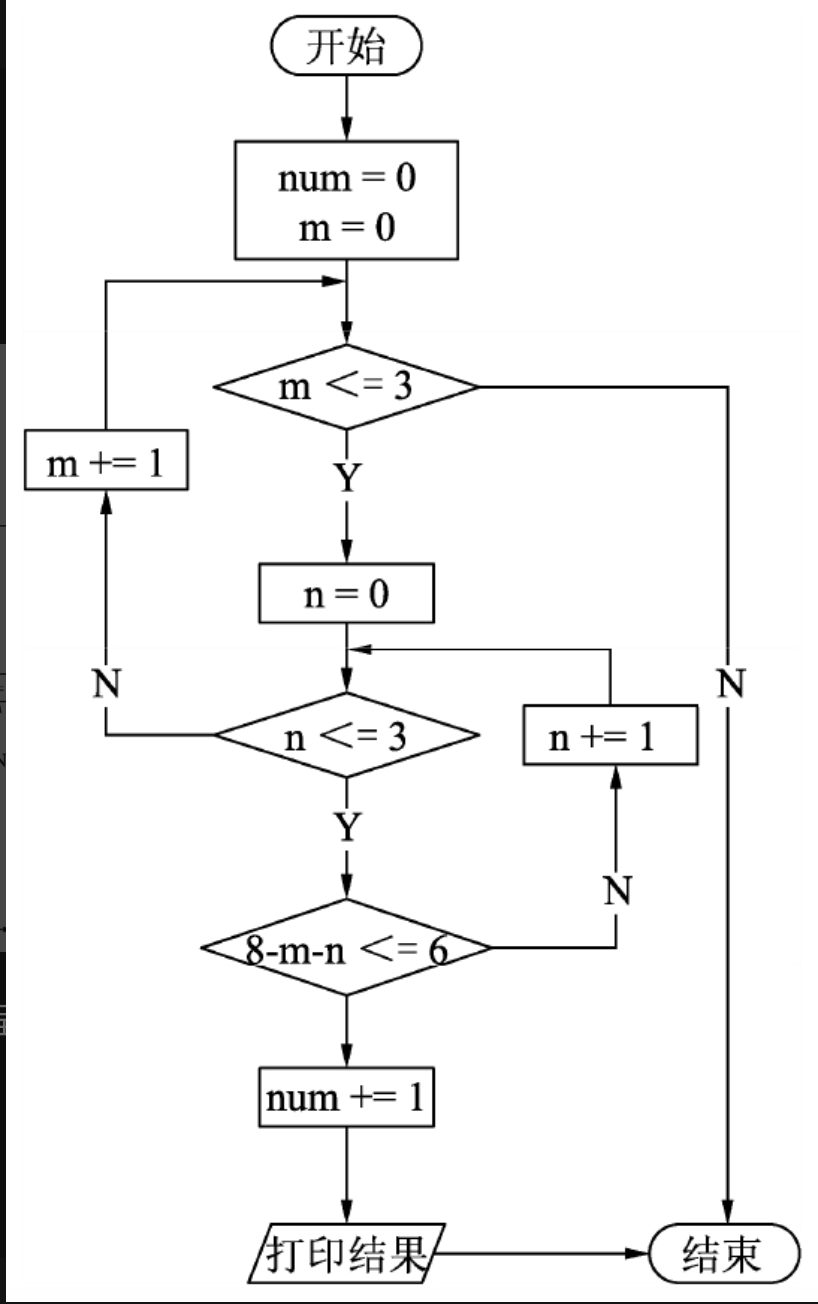 开始
num = 0
m = 0
m <= 3
m += 1
Y
n = 0
N
N
n <= 3
n += 1
Y
N
8-m-n <= 6
num += 1
打印结果
结束